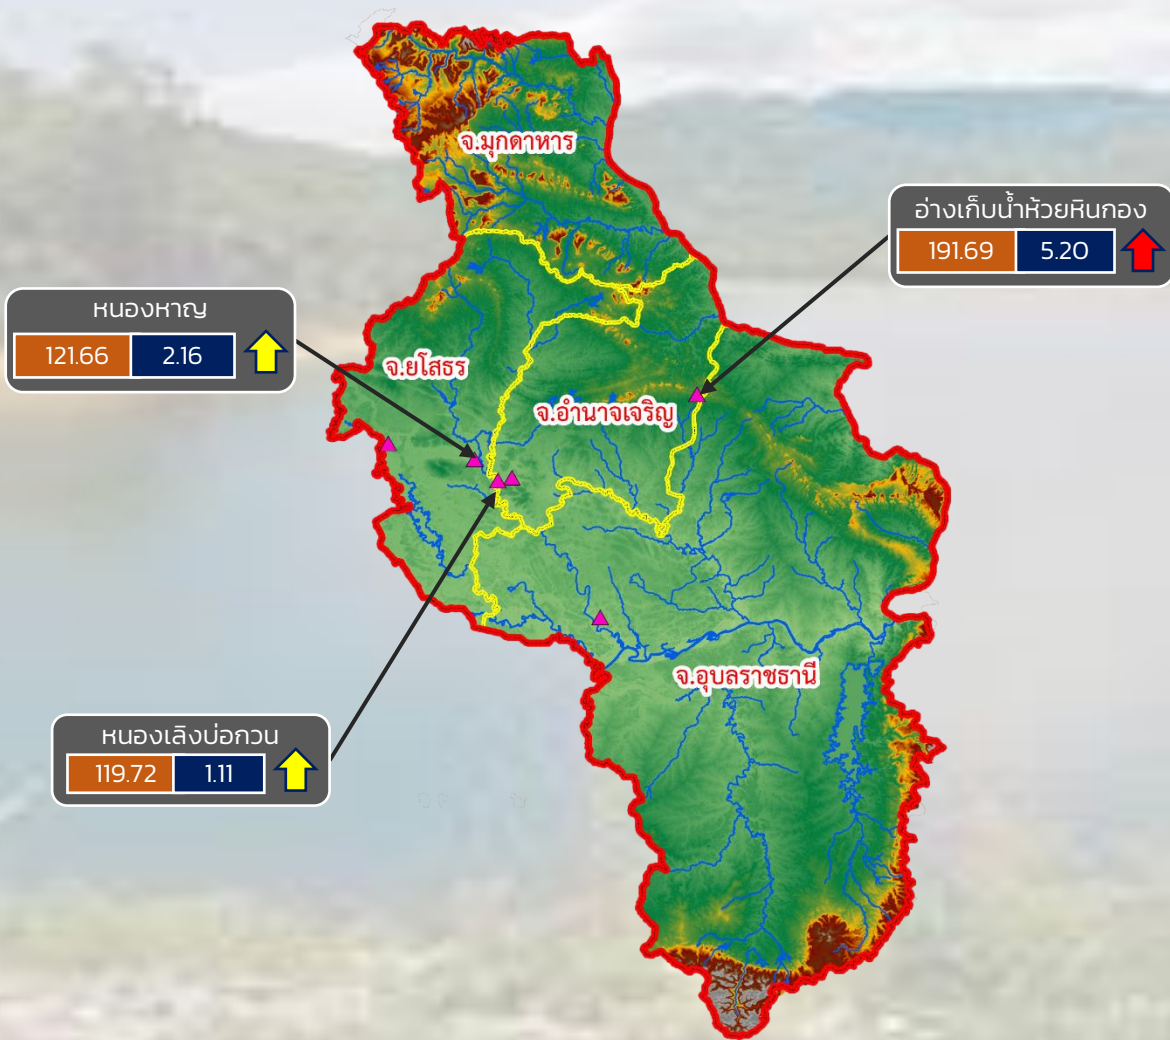 จ.มุกดาหาร
อ่างเก็บน้ำห้วยหินกอง
191.69 5.20
หนองหาญ
121.66 2.16
จ.ยโสธร
จ.อำนาจเจริญ
จ.อุบลราชธานี
หนองเลิงบ่อกวน
119.72 1.11